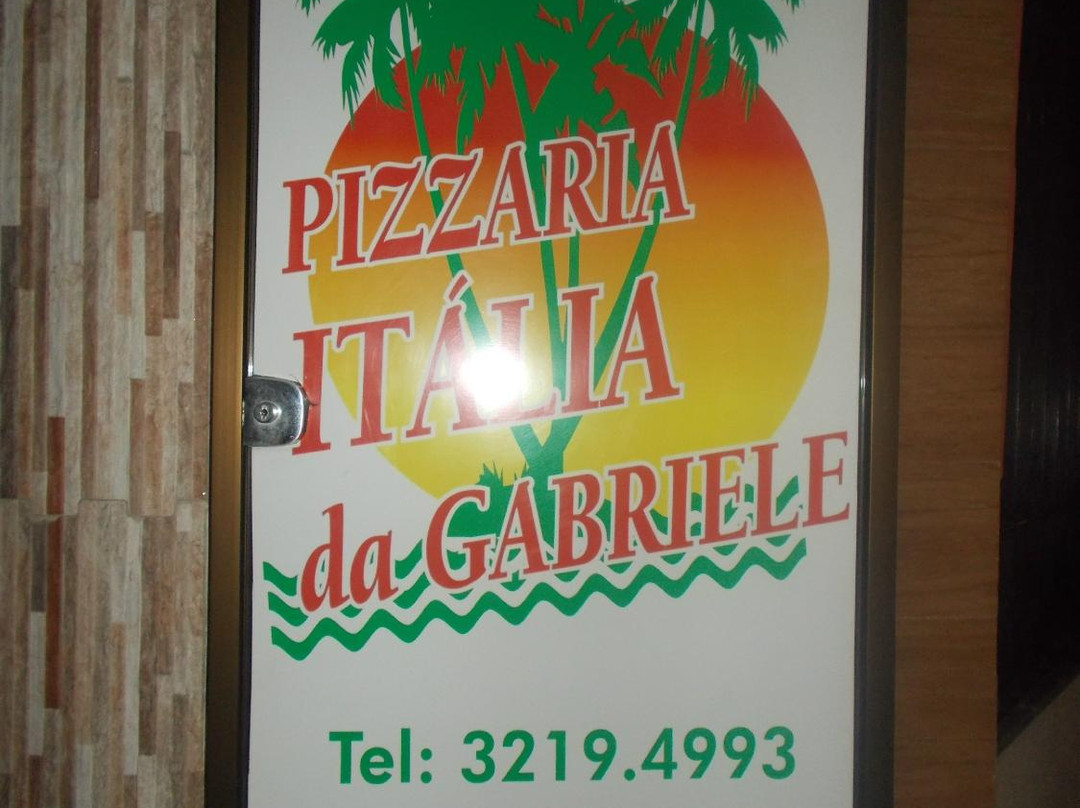 PIZZARIA
ITÁLIA
da GABRIELE
Tel: 3219.4993